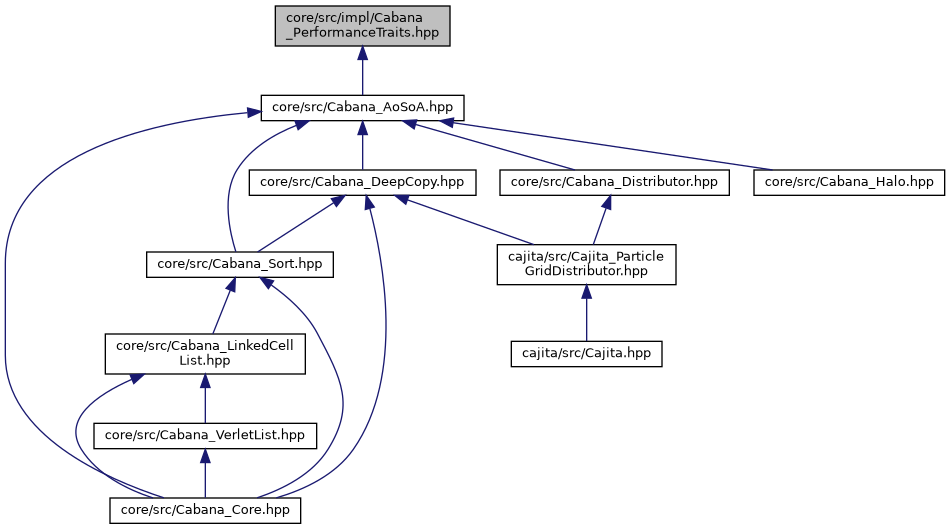 core/src/impl/Cabana
_PerformanceTraits.hpp
core/src/Cabana_AoSoA.hpp
core/src/Cabana_DeepCopy.hpp
core/src/Cabana_Distributor.hpp
core/src/Cabana_Halo.hpp
core/src/Cabana_Sort.hpp
cajita/src/Cajita_Particle
GridDistributor.hpp
core/src/Cabana_LinkedCell
List.hpp
cajita/src/Cajita.hpp
core/src/Cabana_VerletList.hpp
core/src/Cabana_Core.hpp